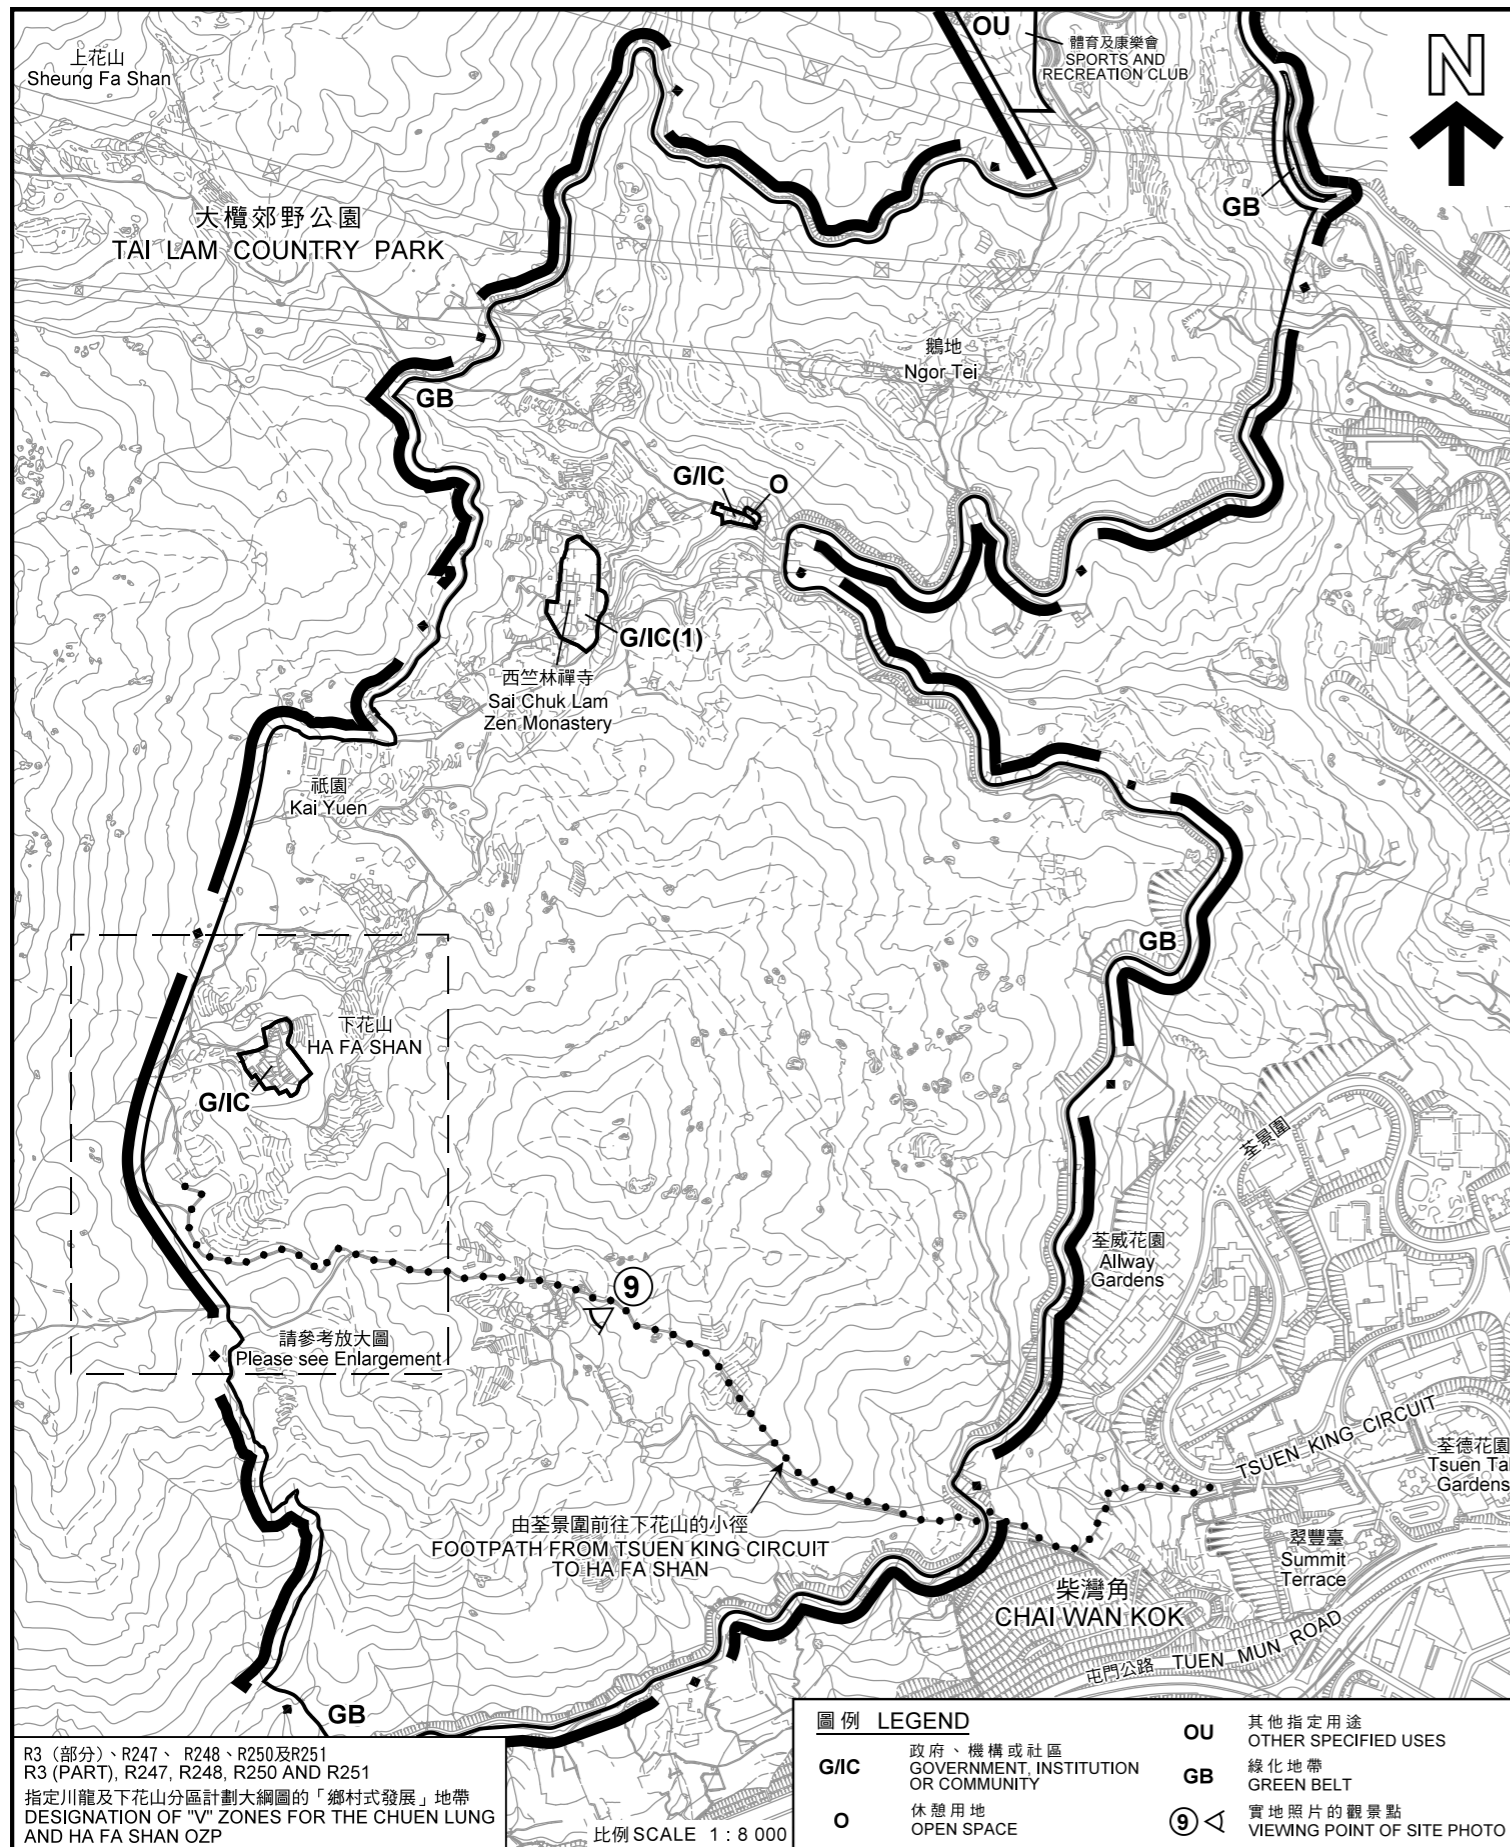 上花山
Sheung Fa Shan
OU
體育及康樂會
SPORTS AND
RECREATION CLUB
N
大欖郊野公園
TAI LAM COUNTRY PARK
GB
鵝地
Ngor Tei
GB
G/IC
O
G/IC(1)
西竺林禪寺
Sai Chuk Lam
Zen Monastery
祇園
Kai Yuen
GB
下花山
HA FA SHAN
G/IC
荃景圍
荃威花園
Allway
Gardens
9
請參考放大圖
Please see Enlargement
TSUEN KING CIRCUIT
荃德花園
Tsuen Tak
Gardens
由荃景圍前往下花山的小徑
FOOTPATH FROM TSUEN KING CIRCUIT
TO HA FA SHAN
翠豐臺
Summit
Terrace
柴灣角
CHAI WAN KOK
屯門公路 TUEN MUN ROAD
GB
R3（部分）、R247、 R248、R250及R251
R3 (PART), R247, R248, R250 AND R251
指定川龍及下花山分區計劃大綱圖的「鄉村式發展」地帶
DESIGNATION OF "V" ZONES FOR THE CHUEN LUNG
AND HA FA SHAN OZP
比例 SCALE 1 : 8 000
圖例 LEGEND
G/IC
政府、機構或社區
GOVERNMENT, INSTITUTION
OR COMMUNITY
O
休憩用地
OPEN SPACE
OU
其他指定用途
OTHER SPECIFIED USES
GB
綠化地帶
GREEN BELT
9
實地照片的觀景點
VIEWING POINT OF SITE PHOTO